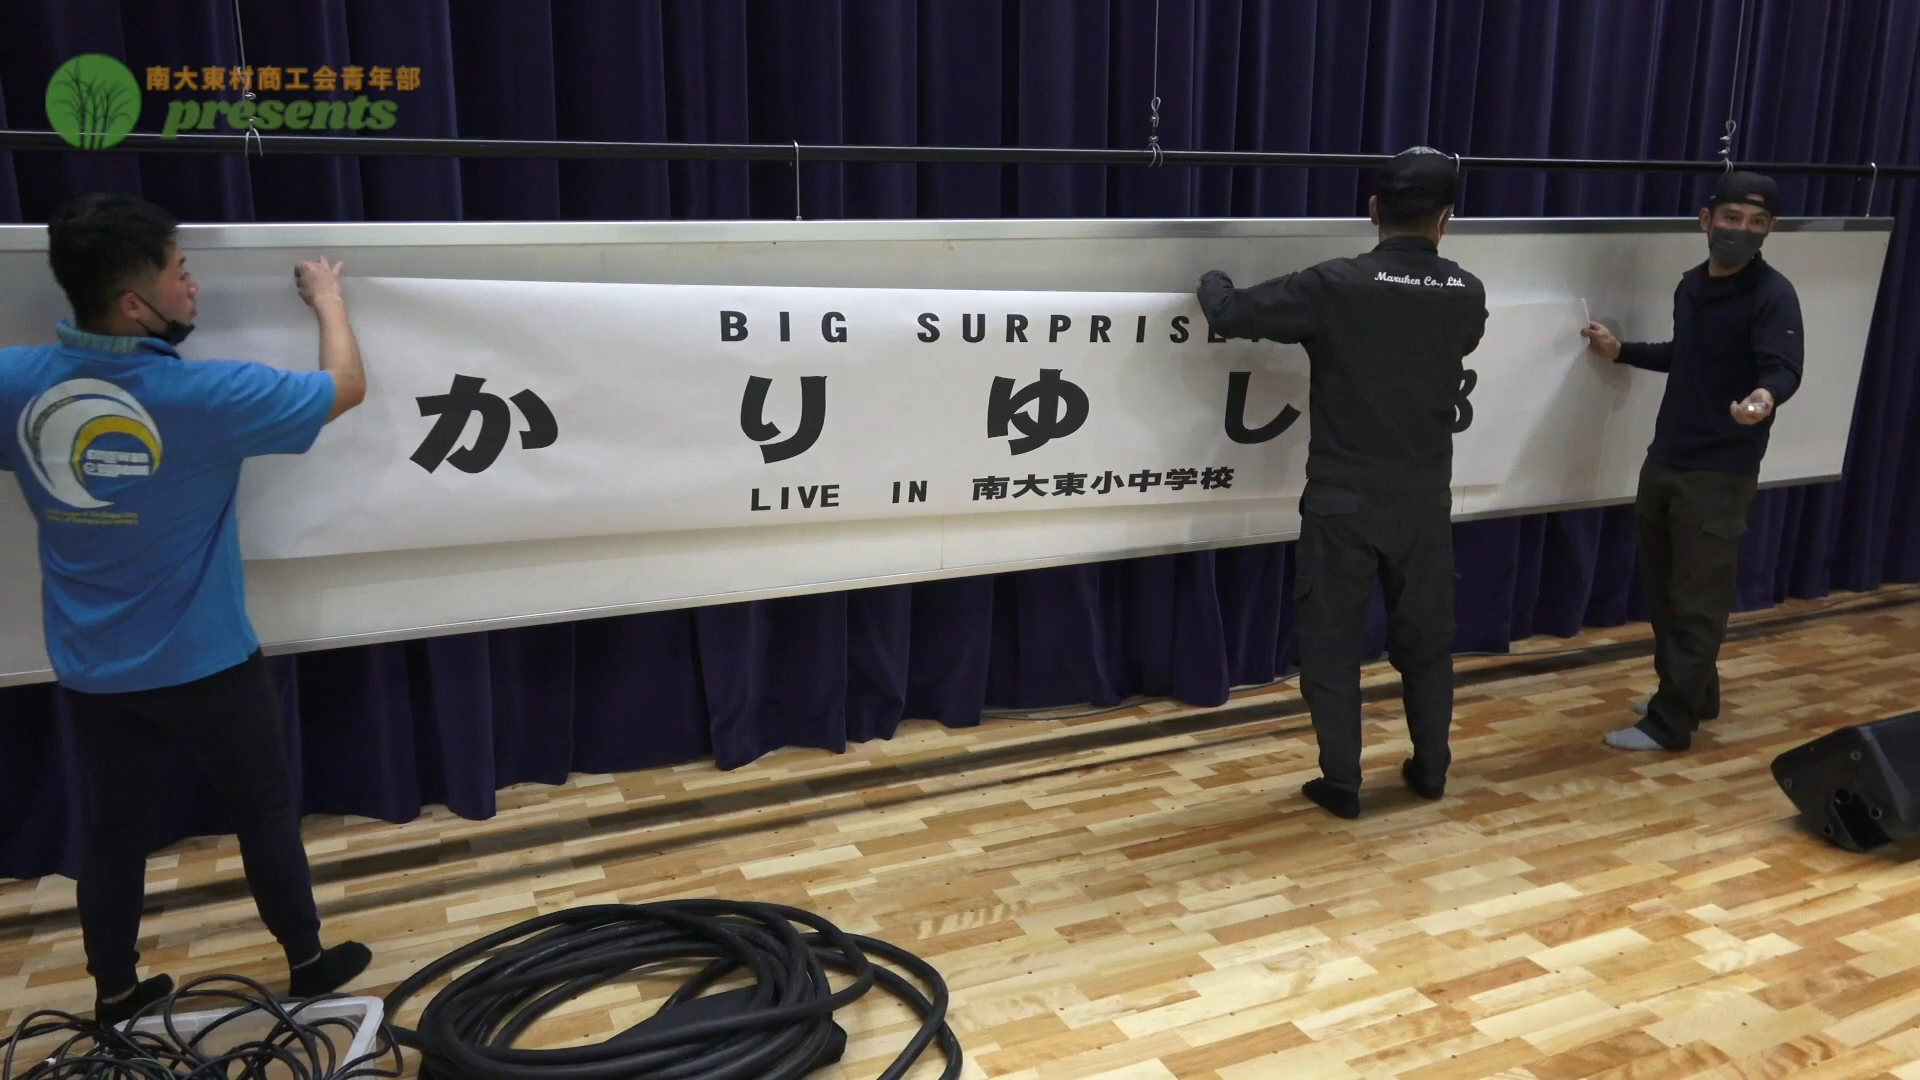 南大東村商工会青年部
presents
BIG SURPRISE
かりゆし
LIVE IN 南大東小中学校
Maruhen Co., Ltd.